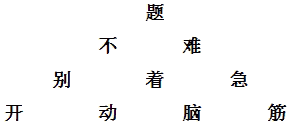 题
不 难
别 着 急
开 动 脑 筋